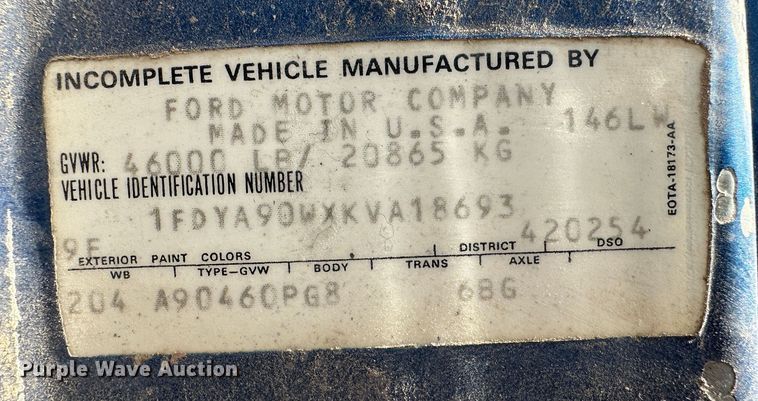 INCOMPLETE VEHICLE MANUFACTURED BY
FORD MOTOR COMPANY
MADE IN U.S.A. 146LW
GVWR: 46000 LB/ 20865 KG
VEHICLE IDENTIFICATION NUMBER
1FDYA90WXKVA18693
9F 420254
EXTERIOR PAINT COLORS DISTRICT DSO
WB TYPE-GVW BODY TRANS AXLE
204 A90460PG8 6BG
EOTA-18173-AA
Purple Wave Auction